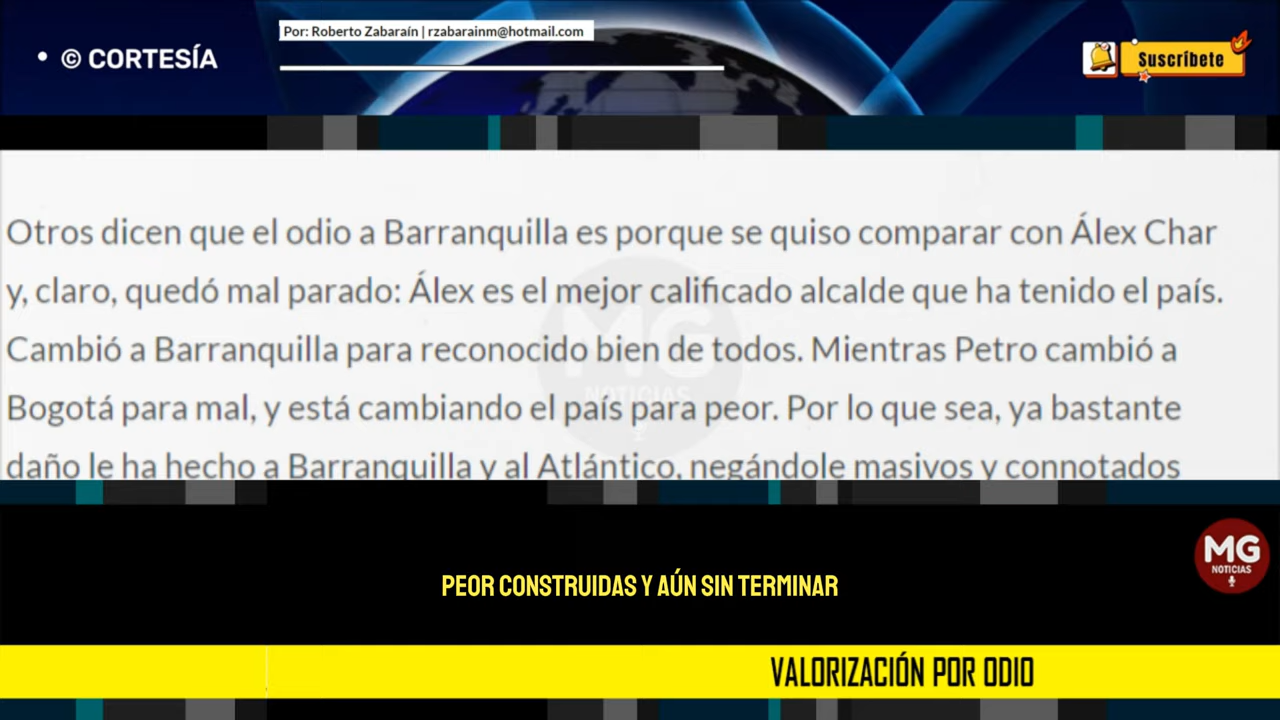 Por: Roberto Zabaraín | rzabarainm@hotmail.com
• © CORTESÍA
Suscríbete
Otros dicen que el odio a Barranquilla es porque se quiso comparar con Álex Char
y, claro, quedó mal parado: Álex es el mejor calificado alcalde que ha tenido el país.
Cambió a Barranquilla para reconocido bien de todos. Mientras Petro cambió a
Bogotá para mal, y está cambiando el país para peor. Por lo que sea, ya bastante
daño le ha hecho a Barranquilla y al Atlántico, negándole masivos y connotados
MG
NOTICIAS
PEOR CONSTRUIDAS Y AÚN SIN TERMINAR
MG
NOTICIAS
VALORIZACIÓN POR ODIO